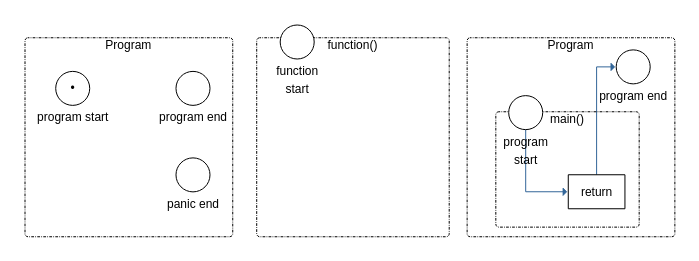 Program
program start
program end
panic end
function()
function
start
Program
program end
main()
program
start
return